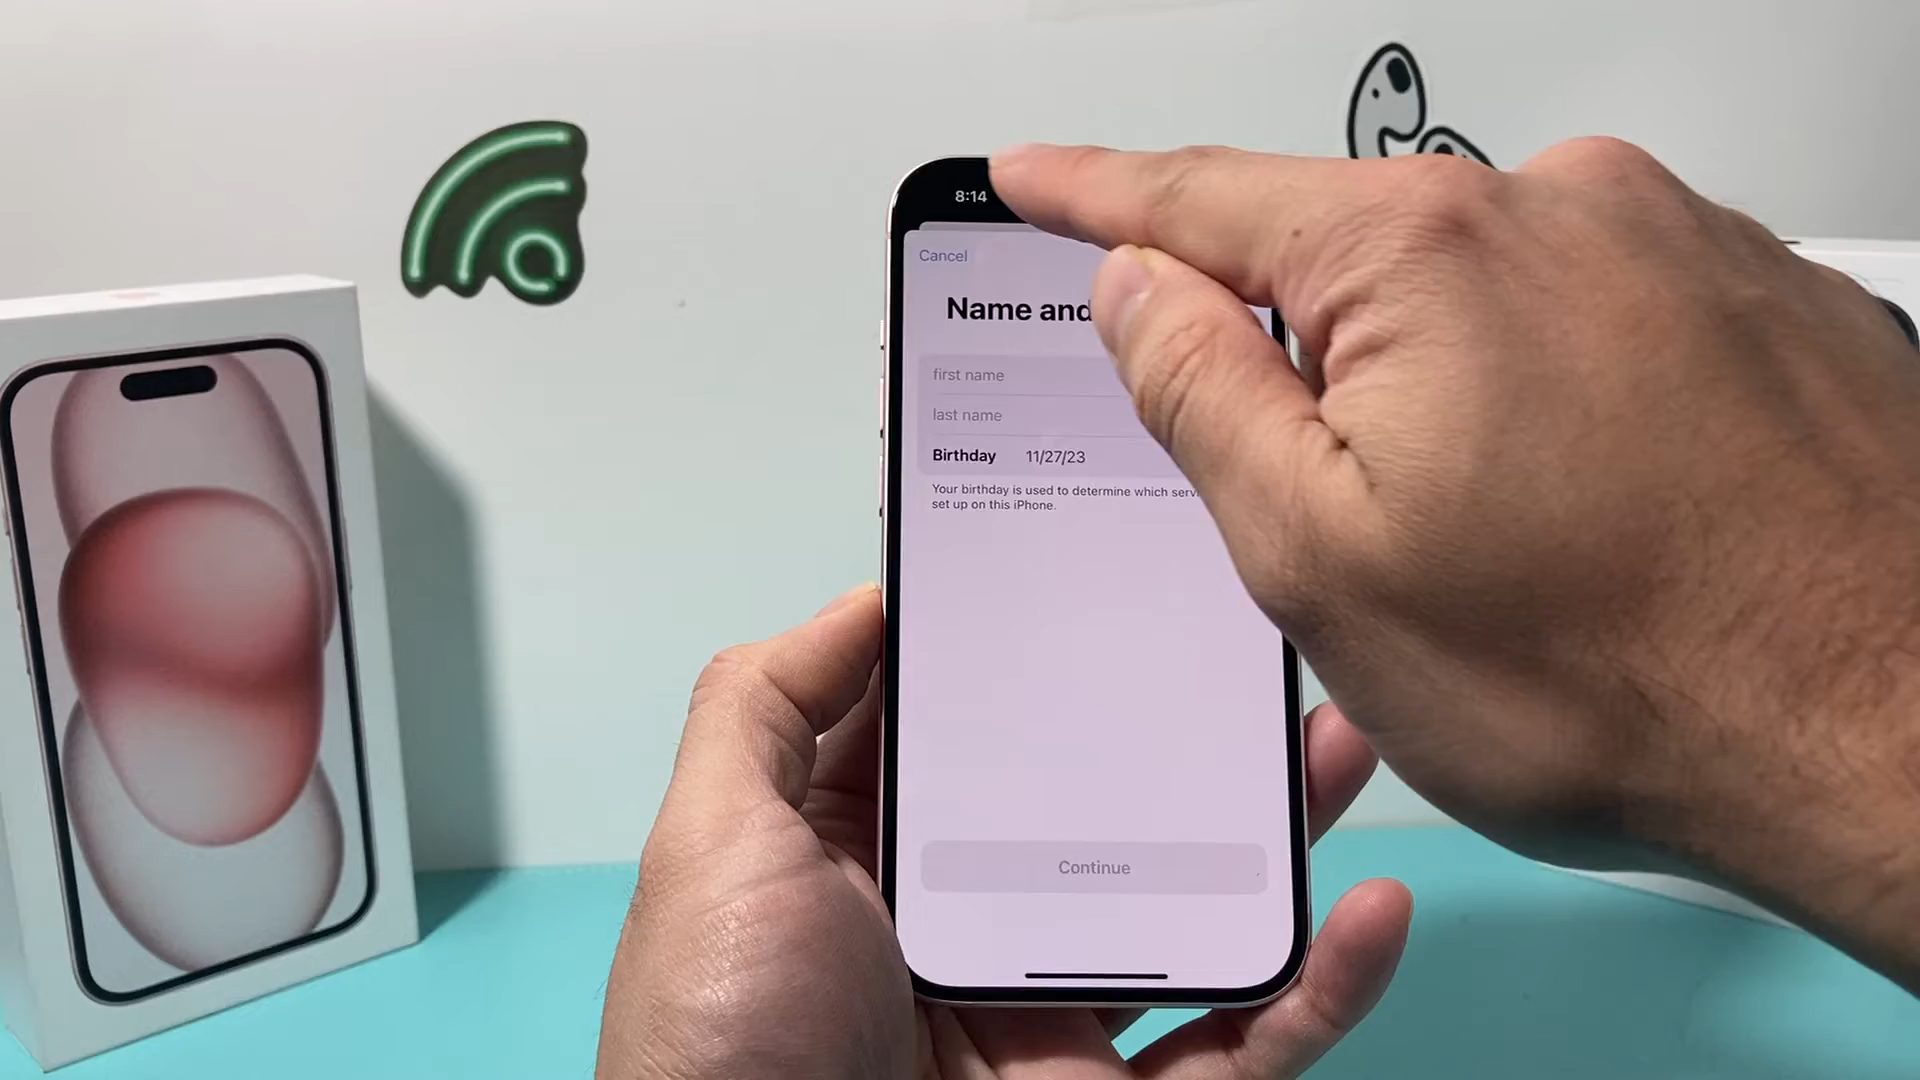 8:14
Cancel
Name and
first name
last name
Birthday 11/27/23
Your birthday is used to determine which
set up on this iPhone.
Continue